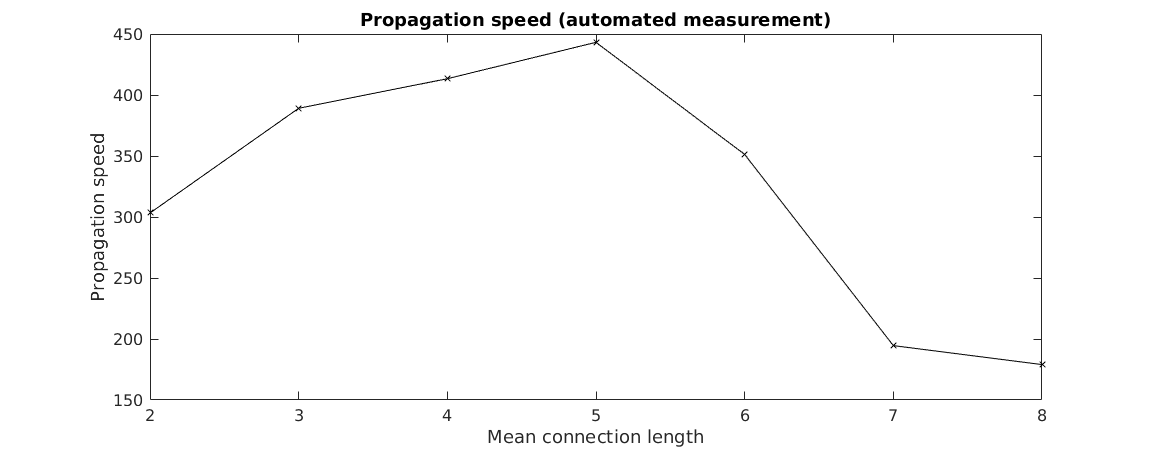 Propagation speed (automated measurement)
450
400
350
300
250
200
150
Propagation speed
2 3 4 5 6 7 8
Mean connection length